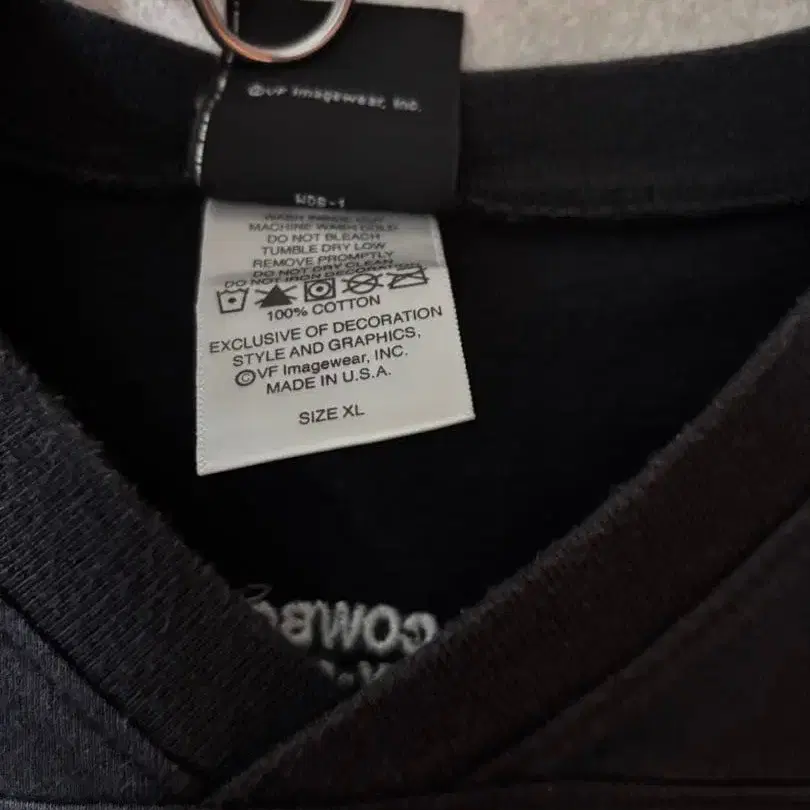 ©VF Imagewear, Inc.
WDS-1
WASH INSIDE OUT
MACHINE WASH COLD
DO NOT BLEACH
TUMBLE DRY LOW
REMOVE PROMPTLY
DO NOT DRY CLEAN
DO NOT IRON DECORATION
100% COTTON
EXCLUSIVE OF DECORATION
STYLE AND GRAPHICS,
©VF Imagewear, INC.
MADE IN U.S.A.
SIZE XL